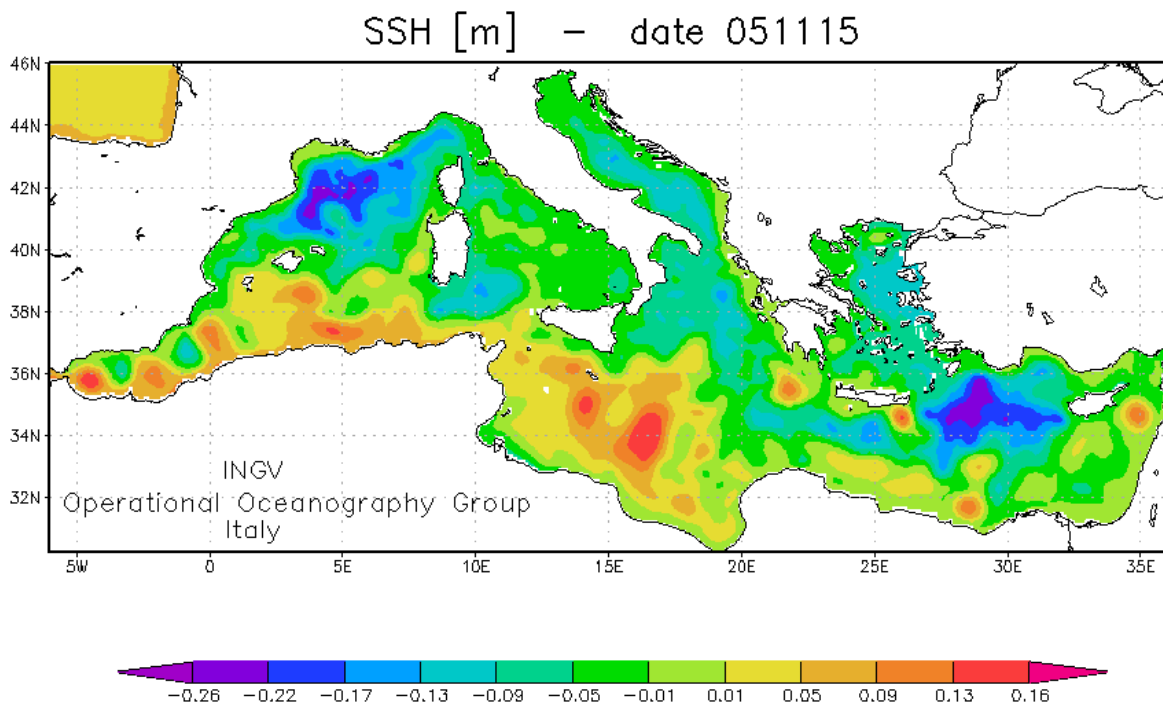 SSH [m] - date 051115
46N
44N
42N
40N
38N
36N
34N
32N
INGV
Operational Oceanography Group
Italy
5W 0 5E 10E 15E 20E 25E 30E 35E
-0.26 -0.22 -0.17 -0.13 -0.09 -0.05 -0.01 0.01 0.05 0.09 0.13 0.16